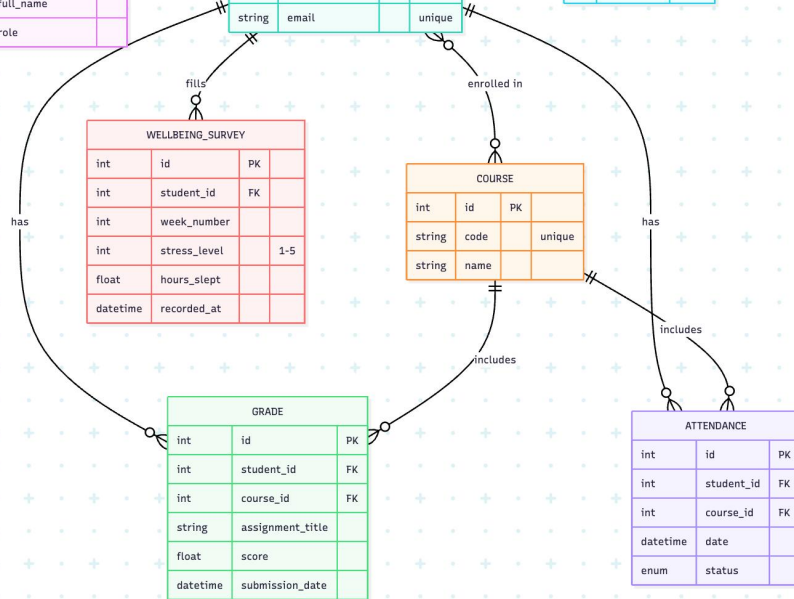 full_name
role
string email unique
fills
enrolled in
WELLBEING_SURVEY
int id PK
int student_id FK
int week_number
int stress_level 1-5
float hours_slept
datetime recorded_at
COURSE
int id PK
string code unique
string name
has
has
includes
includes
GRADE
int id PK
int student_id FK
int course_id FK
string assignment_title
float score
datetime submission_date
ATTENDANCE
int id PK
int student_id FK
int course_id FK
datetime date
enum status